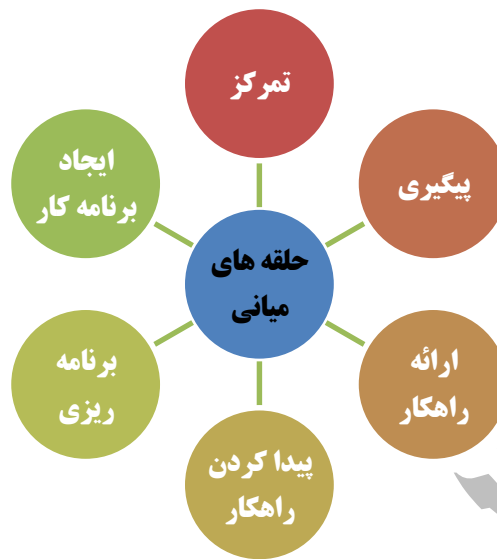 تمرکز
پیگیری
ارائه
راهکار
پیدا کردن
راهکار
برنامه
ریزی
ایجاد
برنامه کار
حلقه های
میانی